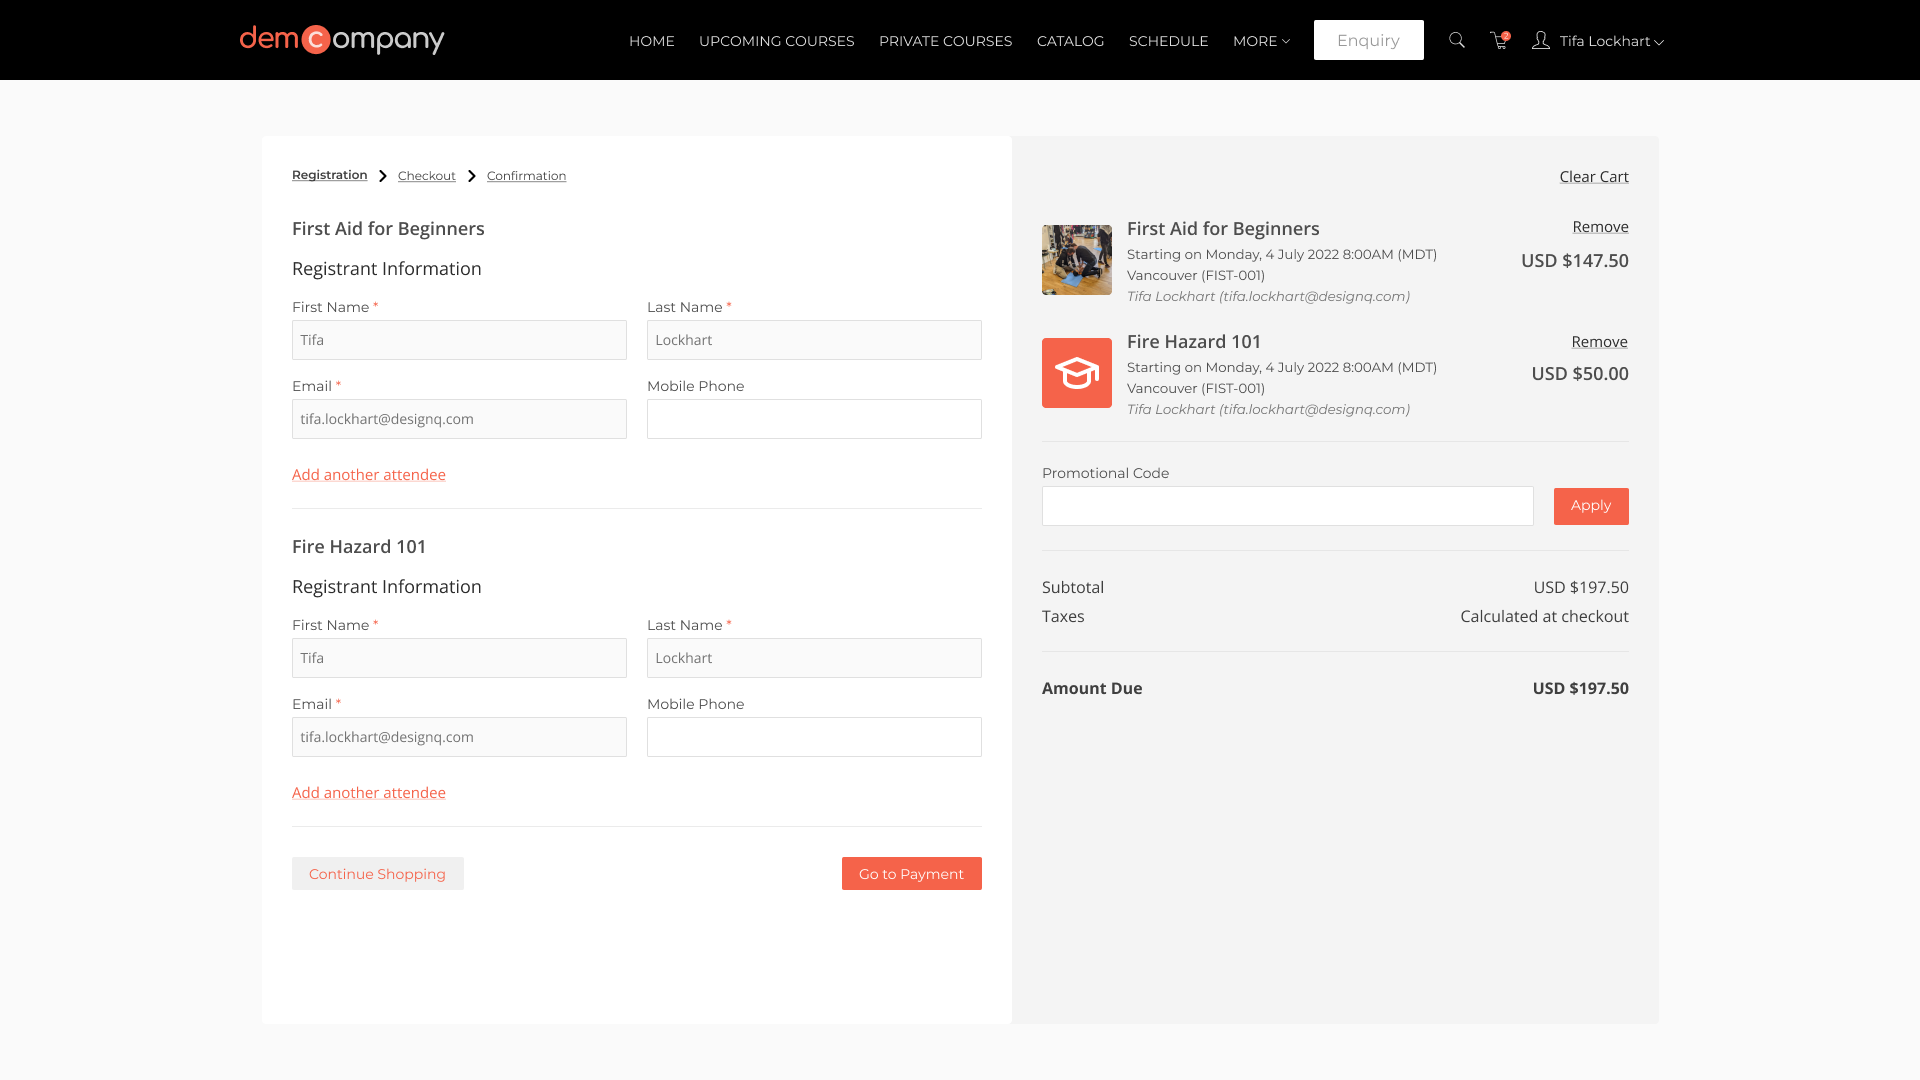 demcompany
HOME
UPCOMING COURSES
PRIVATE COURSES
CATALOG
SCHEDULE
MORE
Enquiry
2
Tifa Lockhart
Registration
Checkout
Confirmation
First Aid for Beginners
Registrant Information
First Name *
Last Name *
Tifa
Lockhart
Email *
Mobile Phone
tifa.lockhart@designq.com
Add another attendee
Fire Hazard 101
Registrant Information
First Name *
Last Name *
Tifa
Lockhart
Email *
Mobile Phone
tifa.lockhart@designq.com
Add another attendee
Continue Shopping
Go to Payment
Clear Cart
First Aid for Beginners
Remove
Starting on Monday, 4 July 2022 8:00AM (MDT)
USD $147.50
Vancouver (FIST-001)
Tifa Lockhart (tifa.lockhart@designq.com)
Fire Hazard 101
Remove
Starting on Monday, 4 July 2022 8:00AM (MDT)
USD $50.00
Vancouver (FIST-001)
Tifa Lockhart (tifa.lockhart@designq.com)
Promotional Code
Apply
Subtotal
USD $197.50
Taxes
Calculated at checkout
Amount Due
USD $197.50